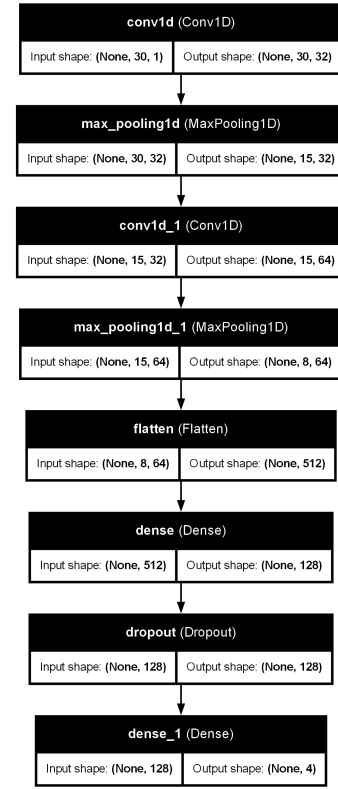 conv1d (Conv1D)
Input shape: (None, 30, 1) Output shape: (None, 30, 32)
max_pooling1d (MaxPooling1D)
Input shape: (None, 30, 32) Output shape: (None, 15, 32)
conv1d_1 (Conv1D)
Input shape: (None, 15, 32) Output shape: (None, 15, 64)
max_pooling1d_1 (MaxPooling1D)
Input shape: (None, 15, 64) Output shape: (None, 8, 64)
flatten (Flatten)
Input shape: (None, 8, 64) Output shape: (None, 512)
dense (Dense)
Input shape: (None, 512) Output shape: (None, 128)
dropout (Dropout)
Input shape: (None, 128) Output shape: (None, 128)
dense_1 (Dense)
Input shape: (None, 128) Output shape: (None, 4)